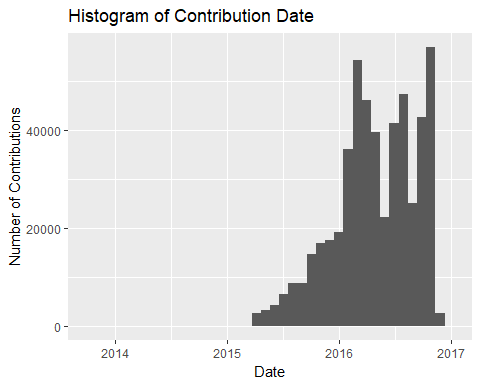 Histogram of Contribution Date
Number of Contributions
40000
20000
0
2014 2015 2016 2017
Date